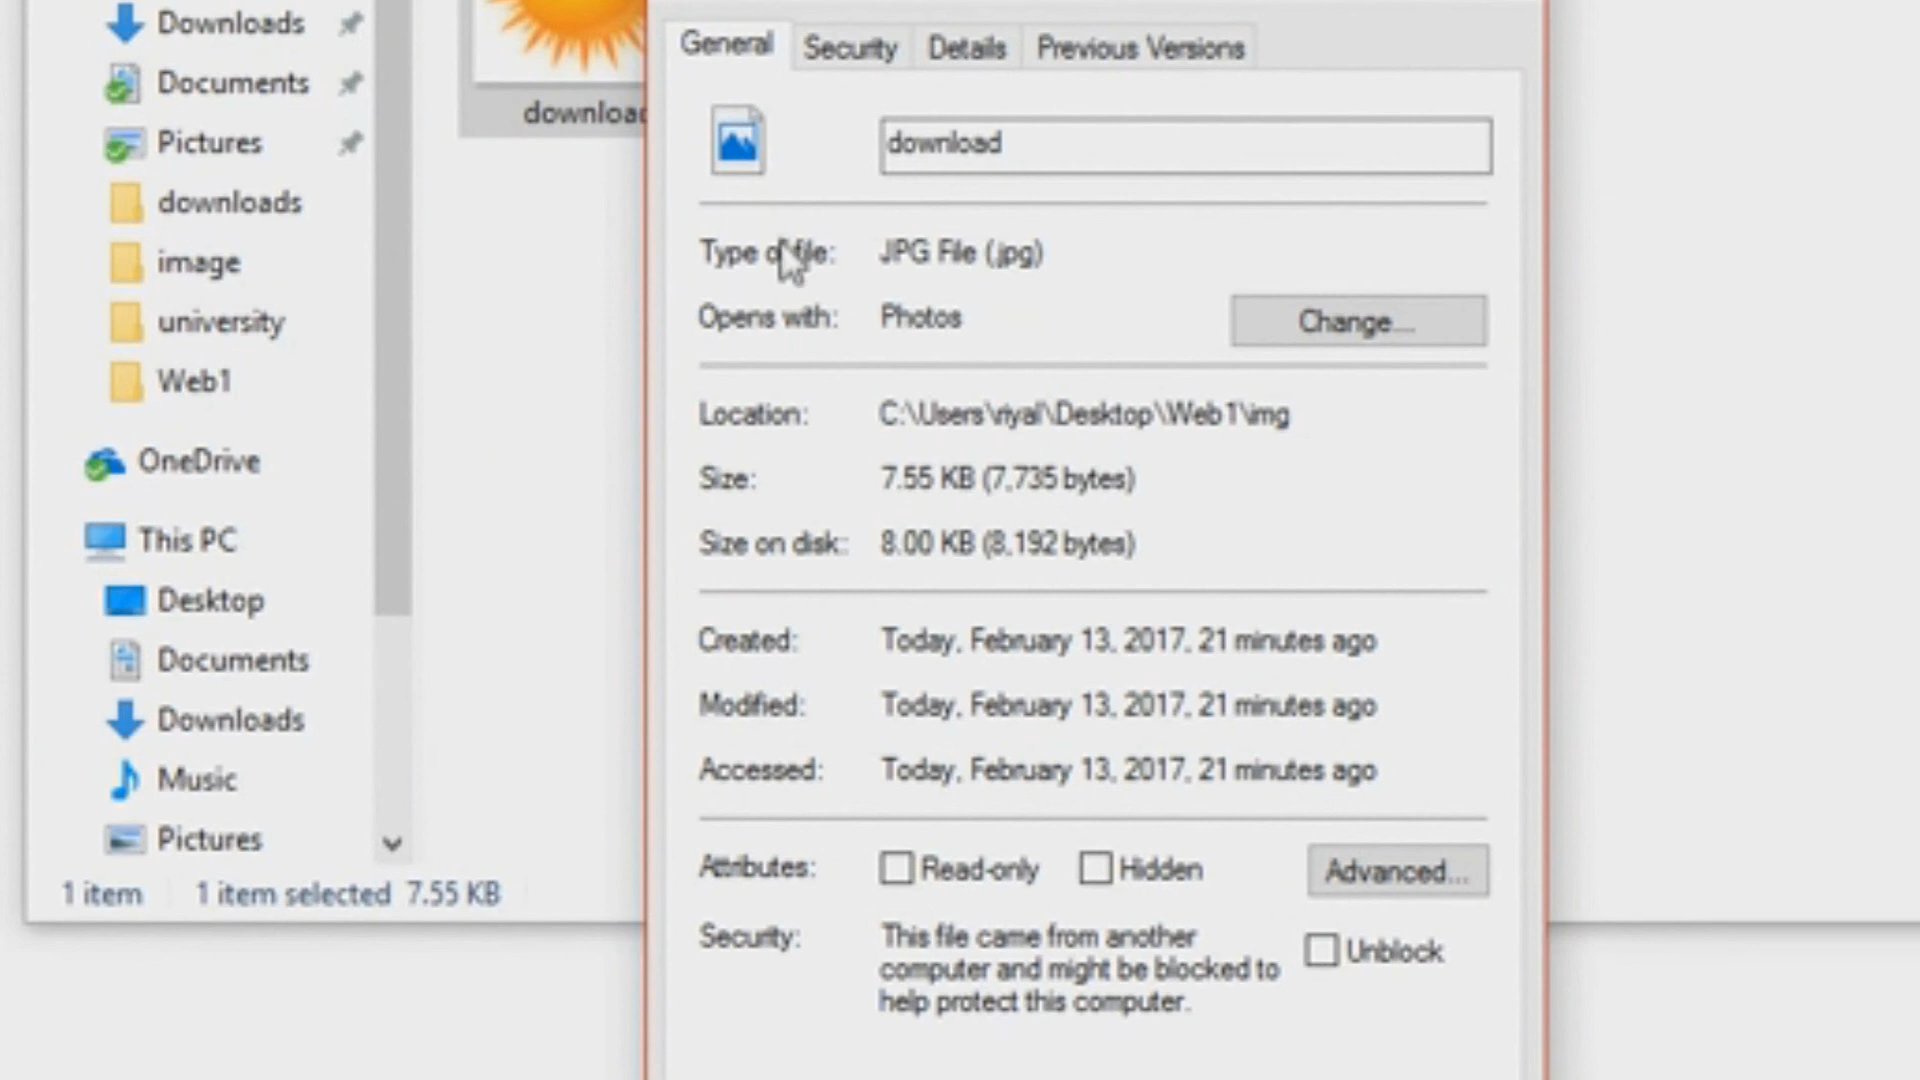 Downloads
Documents
Pictures
downloads
image
university
Web1
OneDrive
This PC
Desktop
Documents
Downloads
Music
Pictures
1 item 1 item selected 7.55 KB
General Security Details Previous Versions
download
Type of file: JPG File (.jpg)
Opens with: Photos Change...
Location: C:\Users\riyal\Desktop\Web1\img
Size: 7.55 KB (7,735 bytes)
Size on disk: 8.00 KB (8,192 bytes)
Created: Today, February 13, 2017, 21 minutes ago
Modified: Today, February 13, 2017, 21 minutes ago
Accessed: Today, February 13, 2017, 21 minutes ago
Attributes: Read-only Hidden Advanced...
Security: This file came from another
computer and might be blocked to
help protect this computer.
Unblock